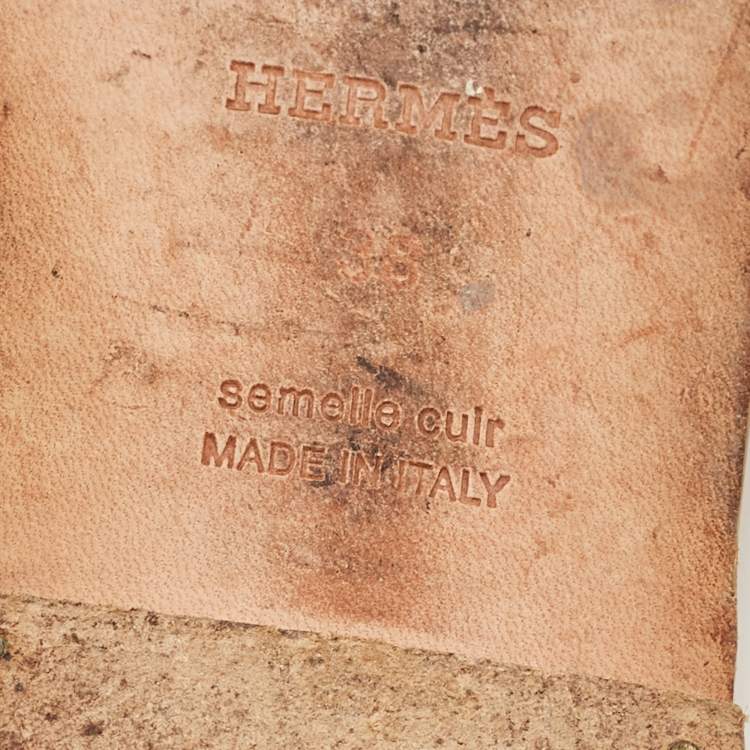 HERMÈS
38
semelle cuir
MADE IN ITALY